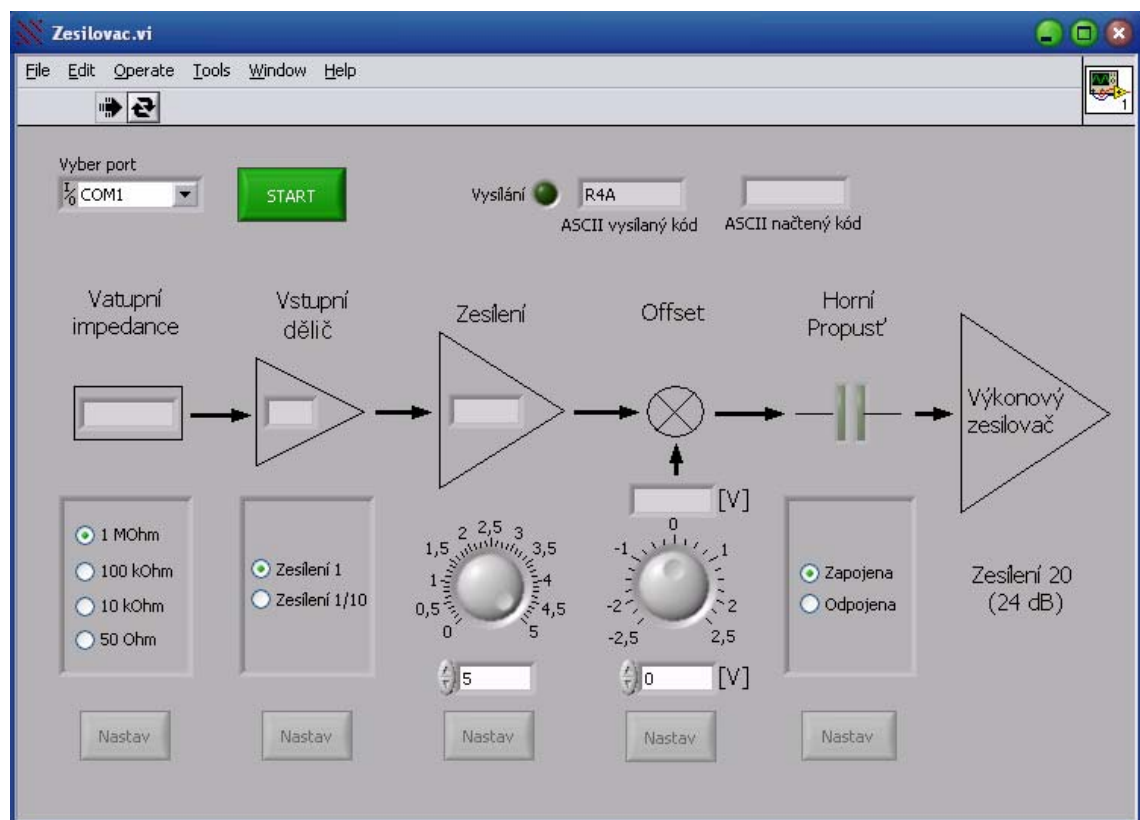 Zesilovac.vi
File Edit Operate Tools Window Help
1
Vyber port
I/O COM1
START
Vysílání
R4A
ASCII vysílaný kód
ASCII načtený kód
Vatupní
impedance
Vstupní
dělič
Zesílení
Offset
Horní
Propusť
Výkonový
zesilovač
[V]
1 MOhm
100 kOhm
10 kOhm
50 Ohm
Zesílení 1
Zesílení 1/10
0
0,5
1
1,5
2
2,5
3
3,5
4
4,5
5
-2,5
-2
-1
0
1
2
2,5
Zapojena
Odpojena
Zesílení 20
(24 dB)
5
0
[V]
Nastav
Nastav
Nastav
Nastav
Nastav